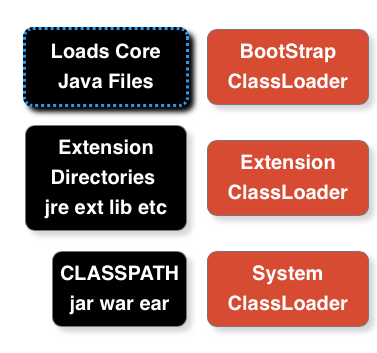 Loads Core
Java Files
BootStrap
ClassLoader
Extension
Directories
jre ext lib etc
Extension
ClassLoader
CLASSPATH
jar war ear
System
ClassLoader